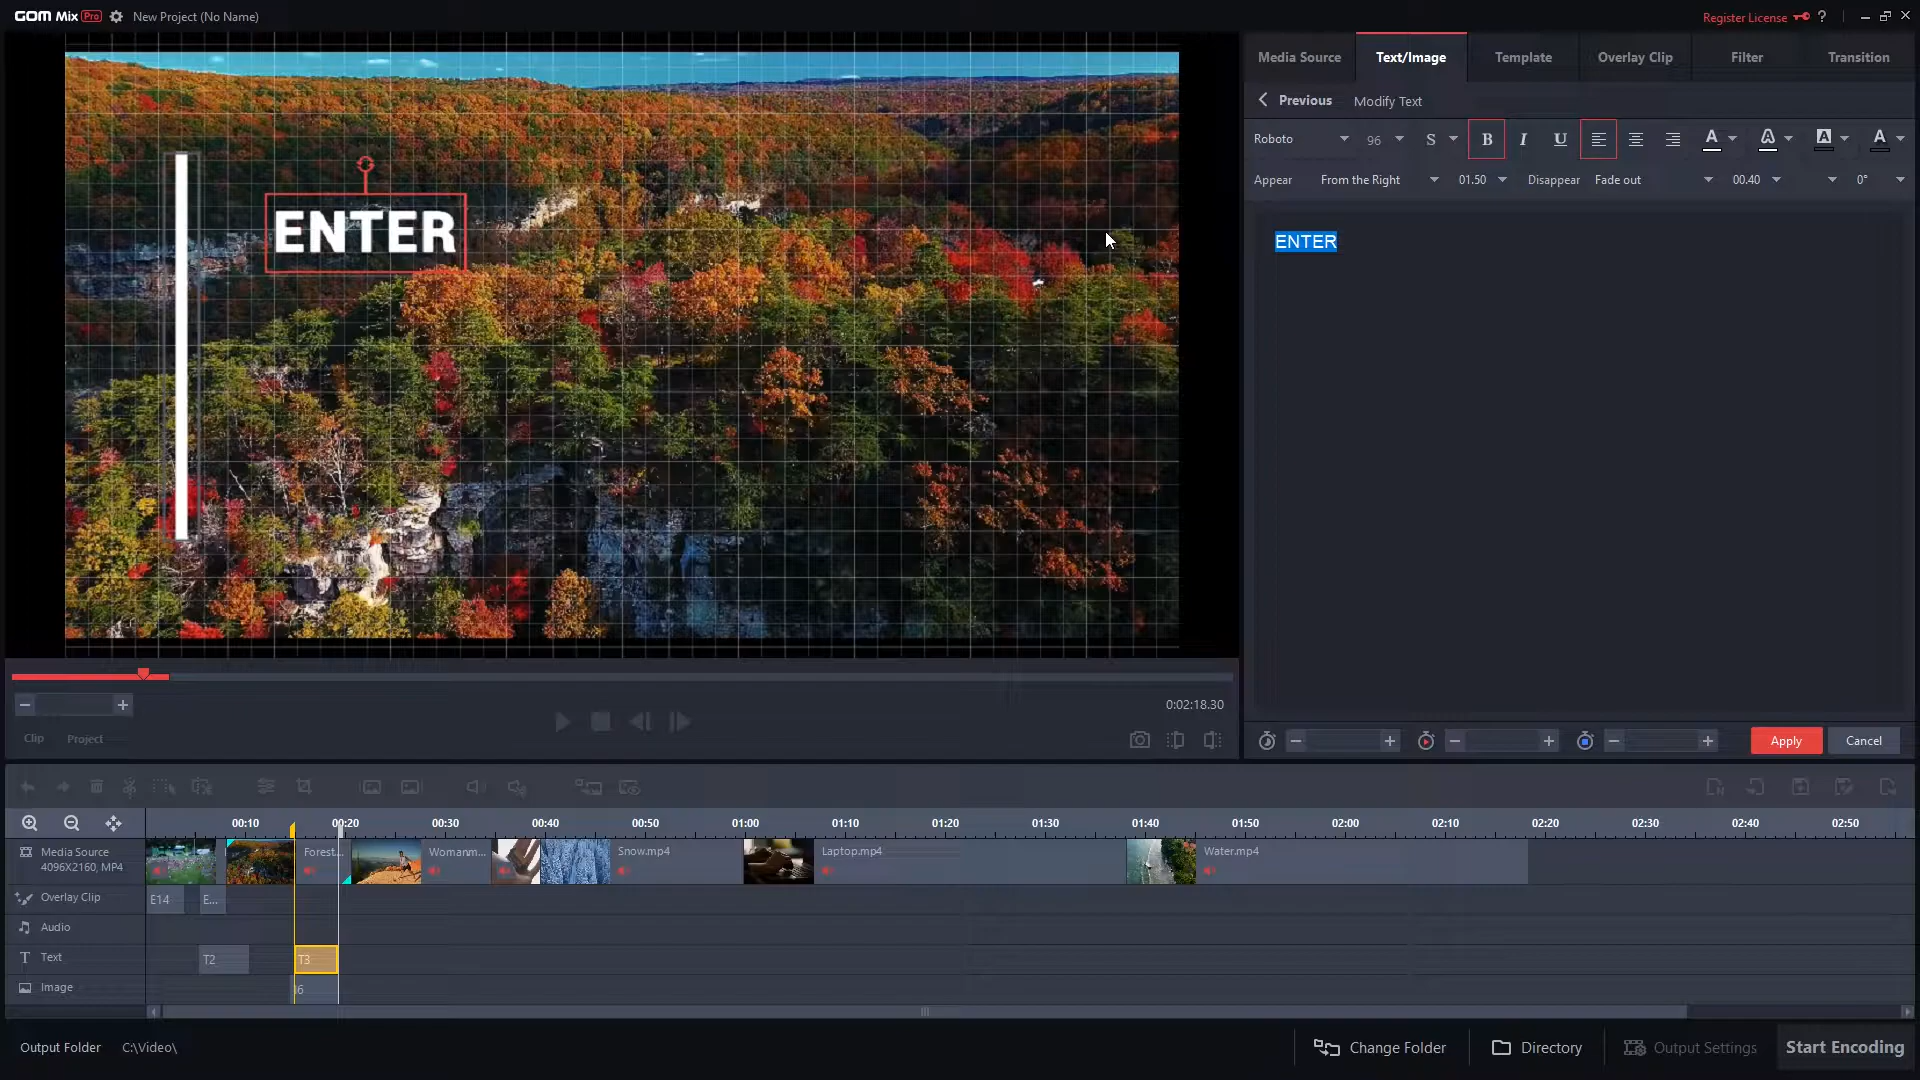 GOM Mix Pro New Project (No Name) Register License ?
Media Source Text/Image Template Overlay Clip Filter Transition
Previous Modify Text
Roboto 96 S B I U A A A A
Appear From the Right 01.50 Disappear Fade out 00.40 0°
ENTER
ENTER
0:02:18.30
Clip Project
Apply Cancel
00:10 00:20 00:30 00:40 00:50 01:00 01:10 01:20 01:30 01:40 01:50 02:00 02:10 02:20 02:30 02:40 02:50
Media Source
4096X2160, MP4
Forest... Womanm... Snow.mp4 Laptop.mp4 Water.mp4
Overlay Clip E14 E...
Audio
Text T2 T3
Image I6
Output Folder C:\Video\ Change Folder Directory Output Settings Start Encoding